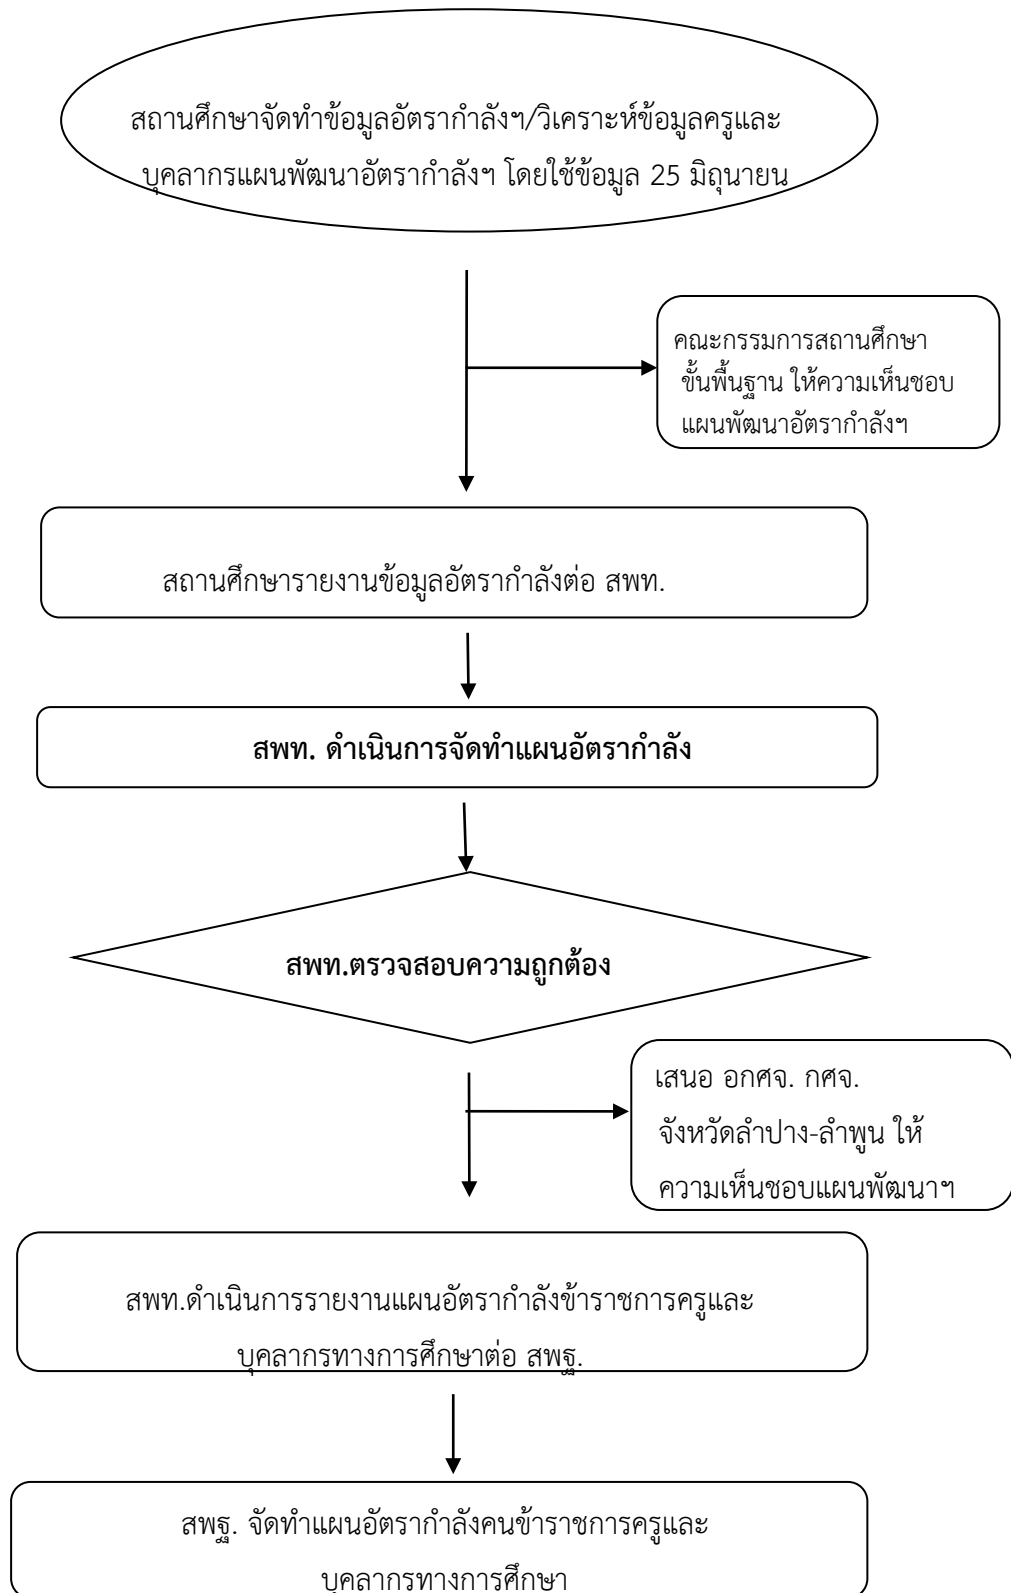 สถานศึกษาจัดทำข้อมูลอัตรากำลังฯ/วิเคราะห์ข้อมูลครูและ
บุคลากรแผนพัฒนาอัตรากำลังฯ โดยใช้ข้อมูล 25 มิถุนายน
คณะกรรมการสถานศึกษา
ขั้นพื้นฐาน ให้ความเห็นชอบ
แผนพัฒนาอัตรากำลังฯ
สถานศึกษารายงานข้อมูลอัตรากำลังต่อ สพท.
สพท. ดำเนินการจัดทำแผนอัตรากำลัง
สพท.ตรวจสอบความถูกต้อง
เสนอ อกศจ. กศจ.
จังหวัดลำปาง-ลำพูน ให้
ความเห็นชอบแผนพัฒนาฯ
สพท.ดำเนินการรายงานแผนอัตรากำลังข้าราชการครูและ
บุคลากรทางการศึกษาต่อ สพฐ.
สพฐ. จัดทำแผนอัตรากำลังคนข้าราชการครูและ
บุคลากรทางการศึกษา